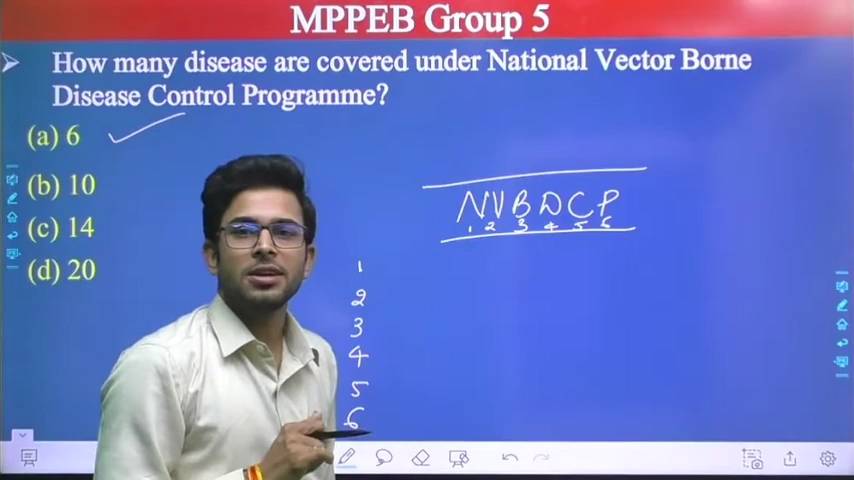 MPPEB Group 5
How many disease are covered under National Vector Borne
Disease Control Programme?
(a) 6
(b) 10
(c) 14
(d) 20
NVBDCP
1 2 3 4 5 6
1
2
3
4
5
6